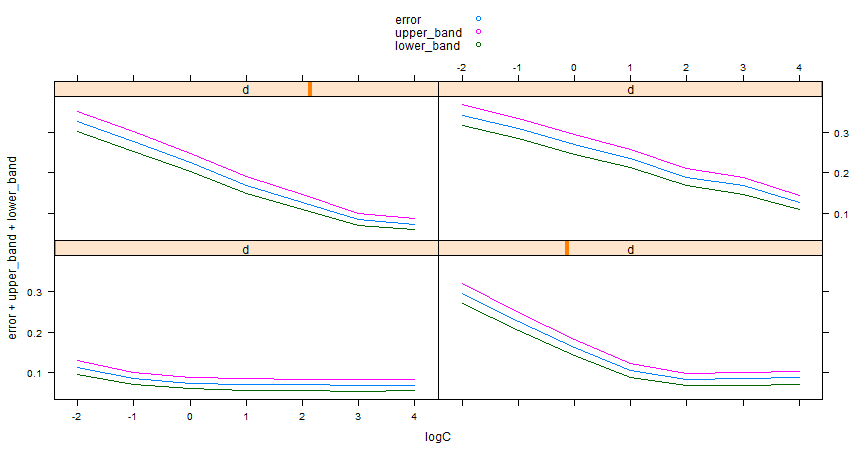 error
upper_band
lower_band
-2 -1 0 1 2 3 4
d d
0.3
0.2
0.1
d d
0.3
0.2
0.1
-2 -1 0 1 2 3 4
error + upper_band + lower_band
logC